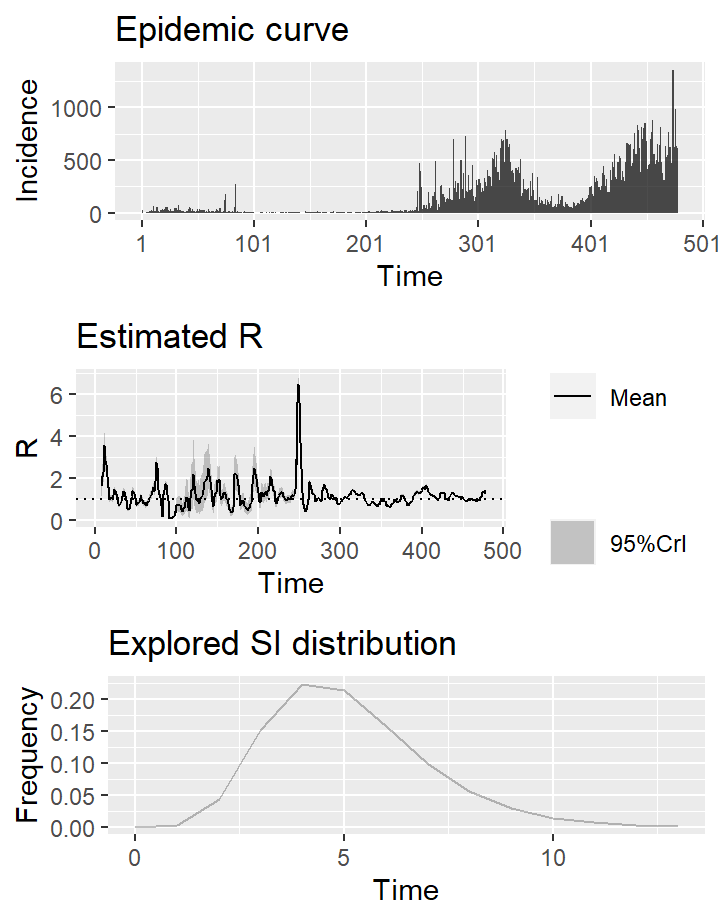 Epidemic curve
Incidence
1000
500
0
1 101 201 301 401 501
Time
Estimated R
R
6
4
2
0
0 100 200 300 400 500
Time
Mean
95%CrI
Explored SI distribution
Frequency
0.20
0.15
0.10
0.05
0.00
0 5 10
Time